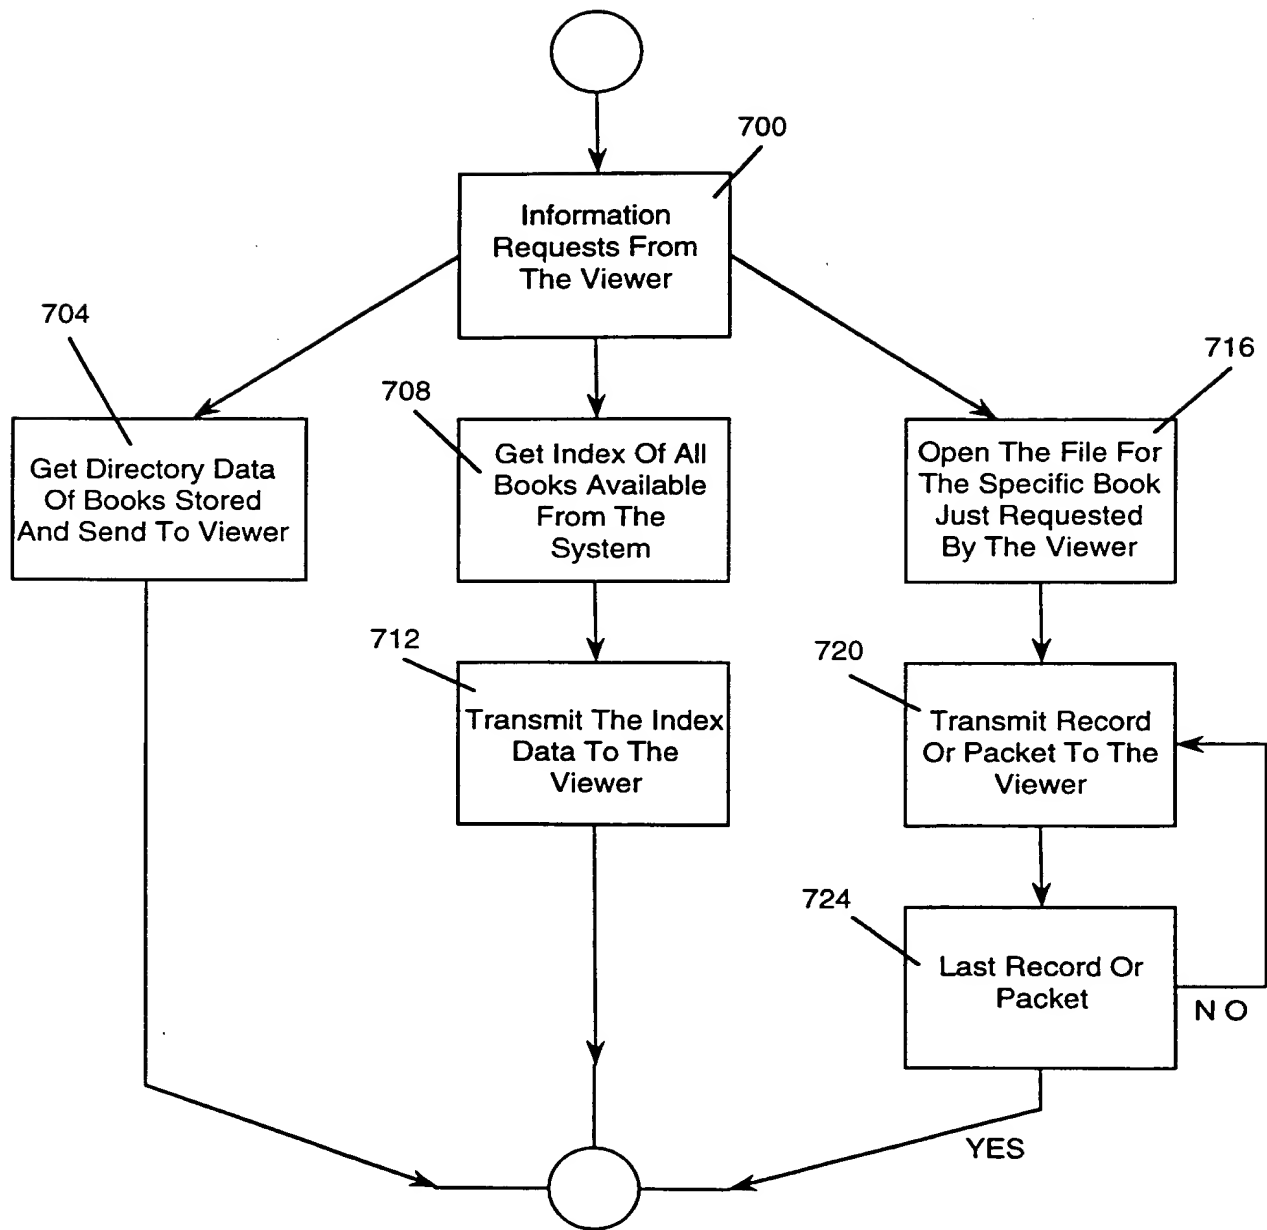 700
Information
Requests From
The Viewer
704
Get Directory Data
Of Books Stored
And Send To Viewer
708
Get Index Of All
Books Available
From The
System
712
Transmit The Index
Data To The
Viewer
716
Open The File For
The Specific Book
Just Requested
By The Viewer
720
Transmit Record
Or Packet To The
Viewer
724
Last Record Or
Packet
NO
YES